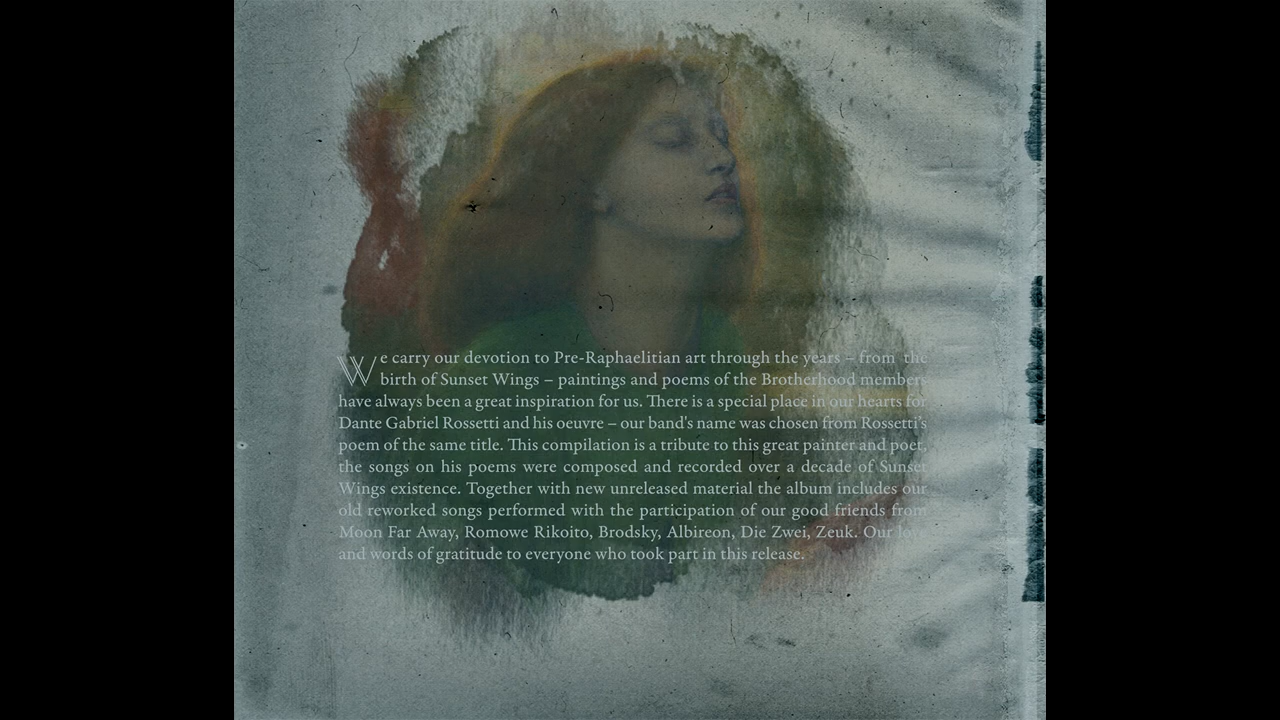 We carry our devotion to Pre-Raphaelitian art through the years – from the
birth of Sunset Wings – paintings and poems of the Brotherhood members
have always been a great inspiration for us. There is a special place in our hearts for
Dante Gabriel Rossetti and his oeuvre – our band's name was chosen from Rossetti's
poem of the same title. This compilation is a tribute to this great painter and poet,
the songs on his poems were composed and recorded over a decade of Sunset
Wings existence. Together with new unreleased material the album includes our
old reworked songs performed with the participation of our good friends from
Moon Far Away, Romowe Rikoito, Brodsky, Albireon, Die Zwei, Zeuk. Our love
and words of gratitude to everyone who took part in this release.